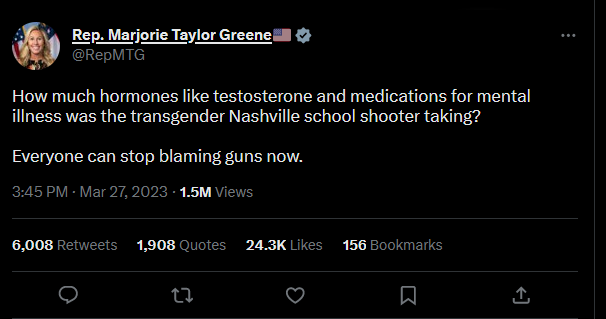 Rep. Marjorie Taylor Greene🇺🇸
@RepMTG
How much hormones like testosterone and medications for mental
illness was the transgender Nashville school shooter taking?
Everyone can stop blaming guns now.
3:45 PM · Mar 27, 2023 · 1.5M Views
6,008 Retweets 1,908 Quotes 24.3K Likes 156 Bookmarks